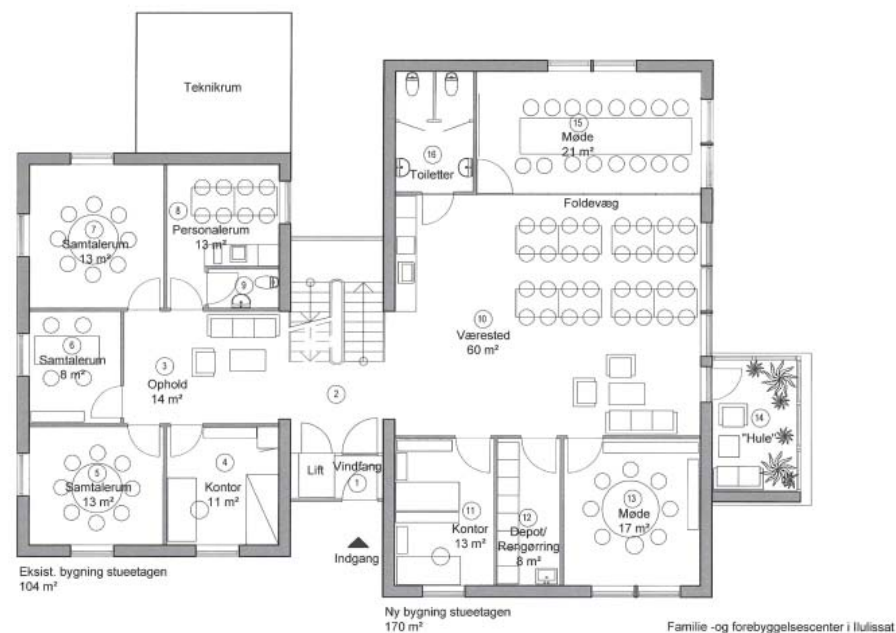 Teknikrum
15
Møde
21 m²
16
Toiletter
Foldevæg
7
Samtalerum
13 m²
8
Personalerum
13 m²
9
6
Samtalerum
8 m²
3
Ophold
14 m²
2
10
Værested
60 m²
14
"Hule"
5
Samtalerum
13 m²
4
Kontor
11 m²
Lift
Vindfang
1
Indgang
11
Kontor
13 m²
12
Depot/
Rengørring
8 m²
13
Møde
17 m²
Eksist. bygning stueetagen
104 m²
Ny bygning stueetagen
170 m²
Familie -og forebyggelsescenter i Ilulissat